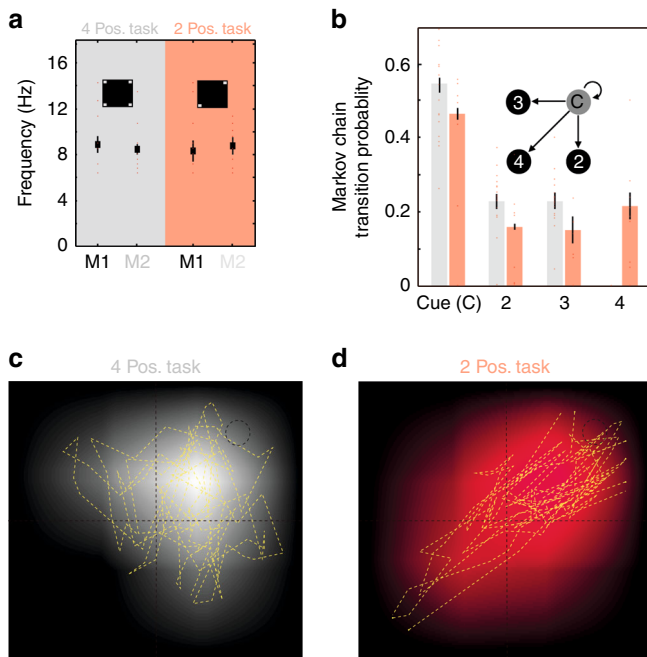 a
4 Pos. task 2 Pos. task
Frequency (Hz)
16
12
8
4
0
M1 M2 M1 M2
b
Markov chain
transition probablity
0.6
0.4
0.2
0
C
3
4
2
Cue (C) 2 3 4
c
4 Pos. task
d
2 Pos. task